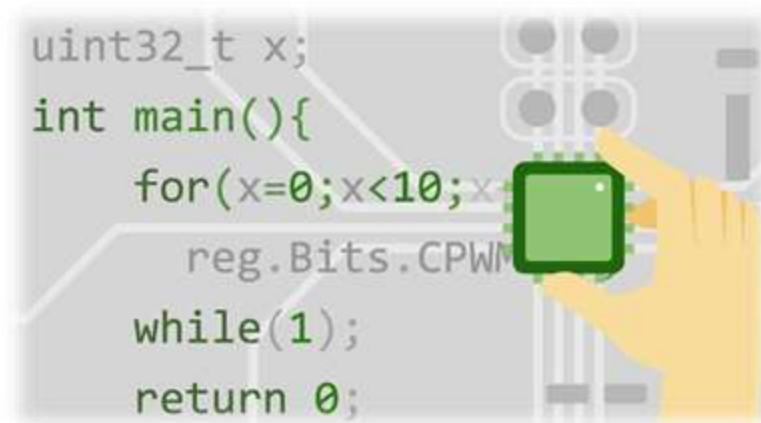 uint32_t x;
int main(){
for(x=0;x<10;x
reg.Bits.CPWM
while(1);
return 0;